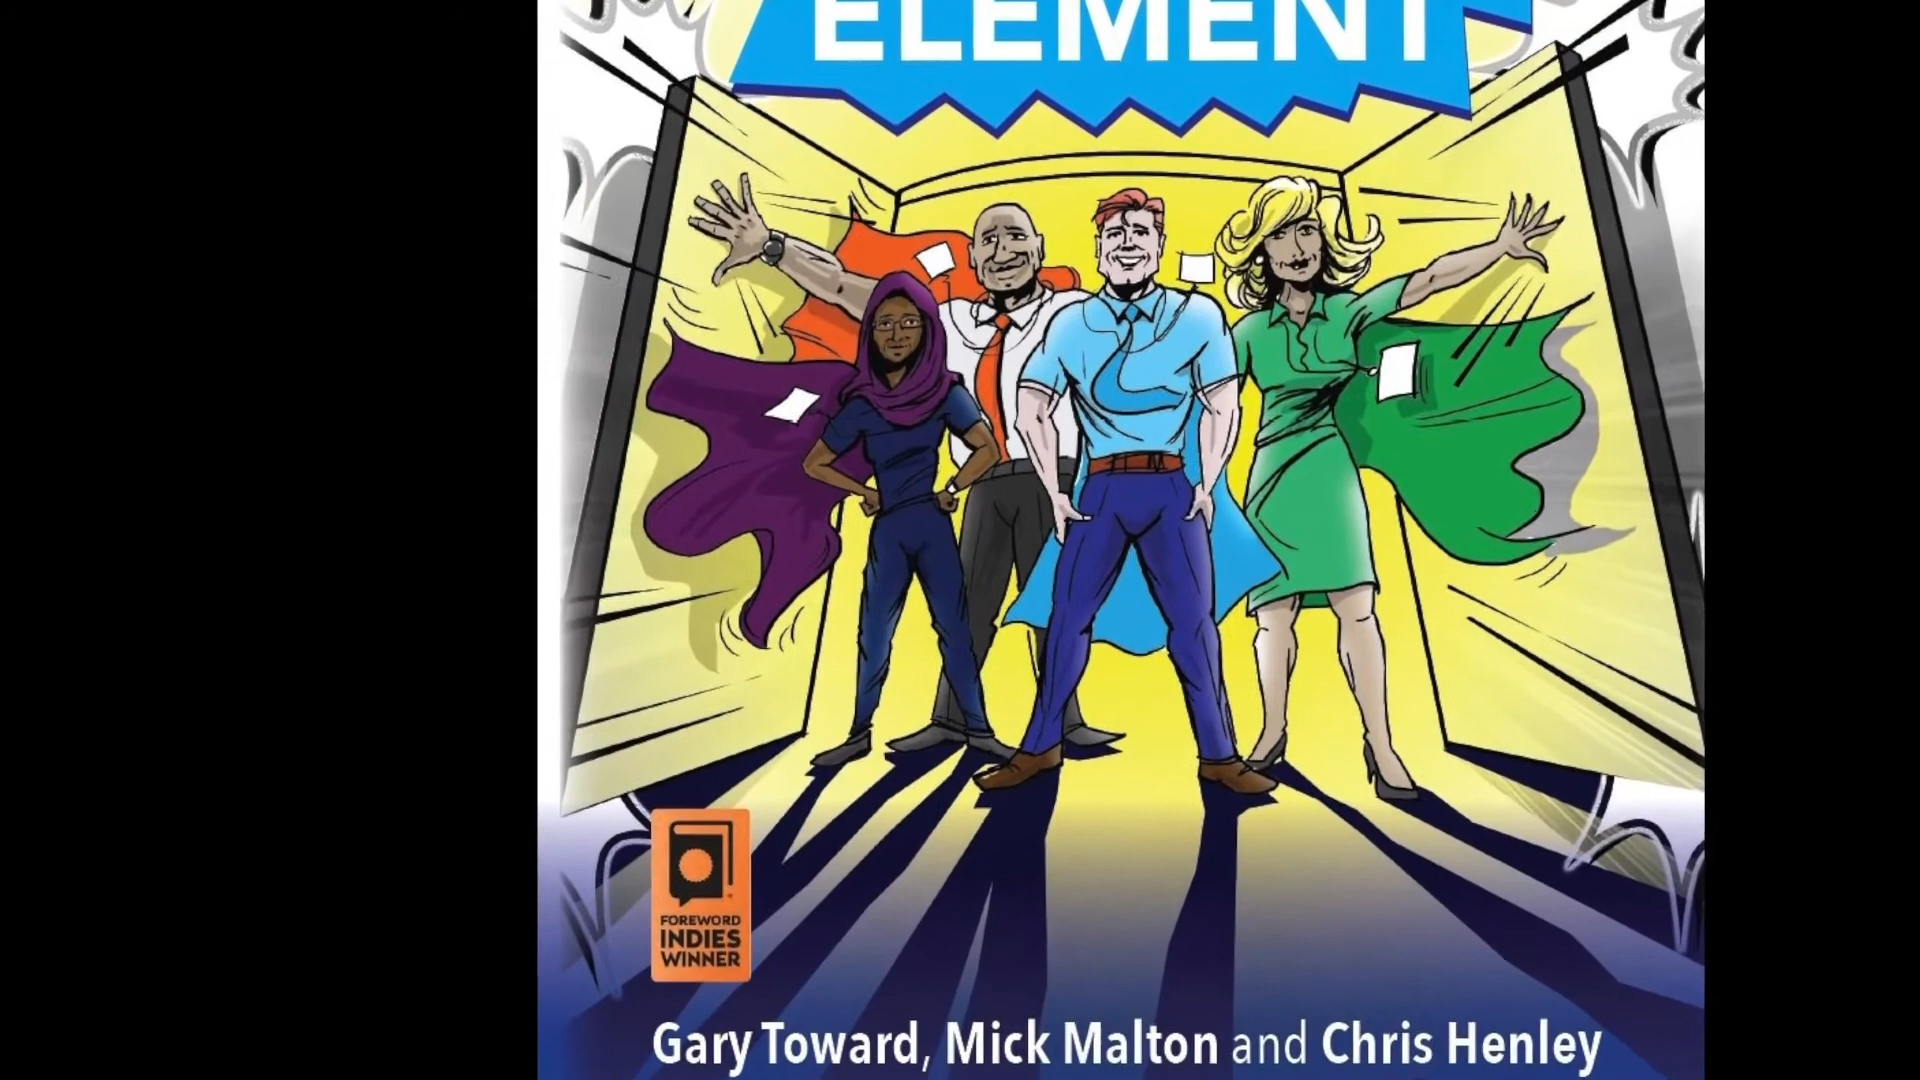 ELEMENT
FOREWORD
INDIES
WINNER
Gary Toward, Mick Malton and Chris Henley